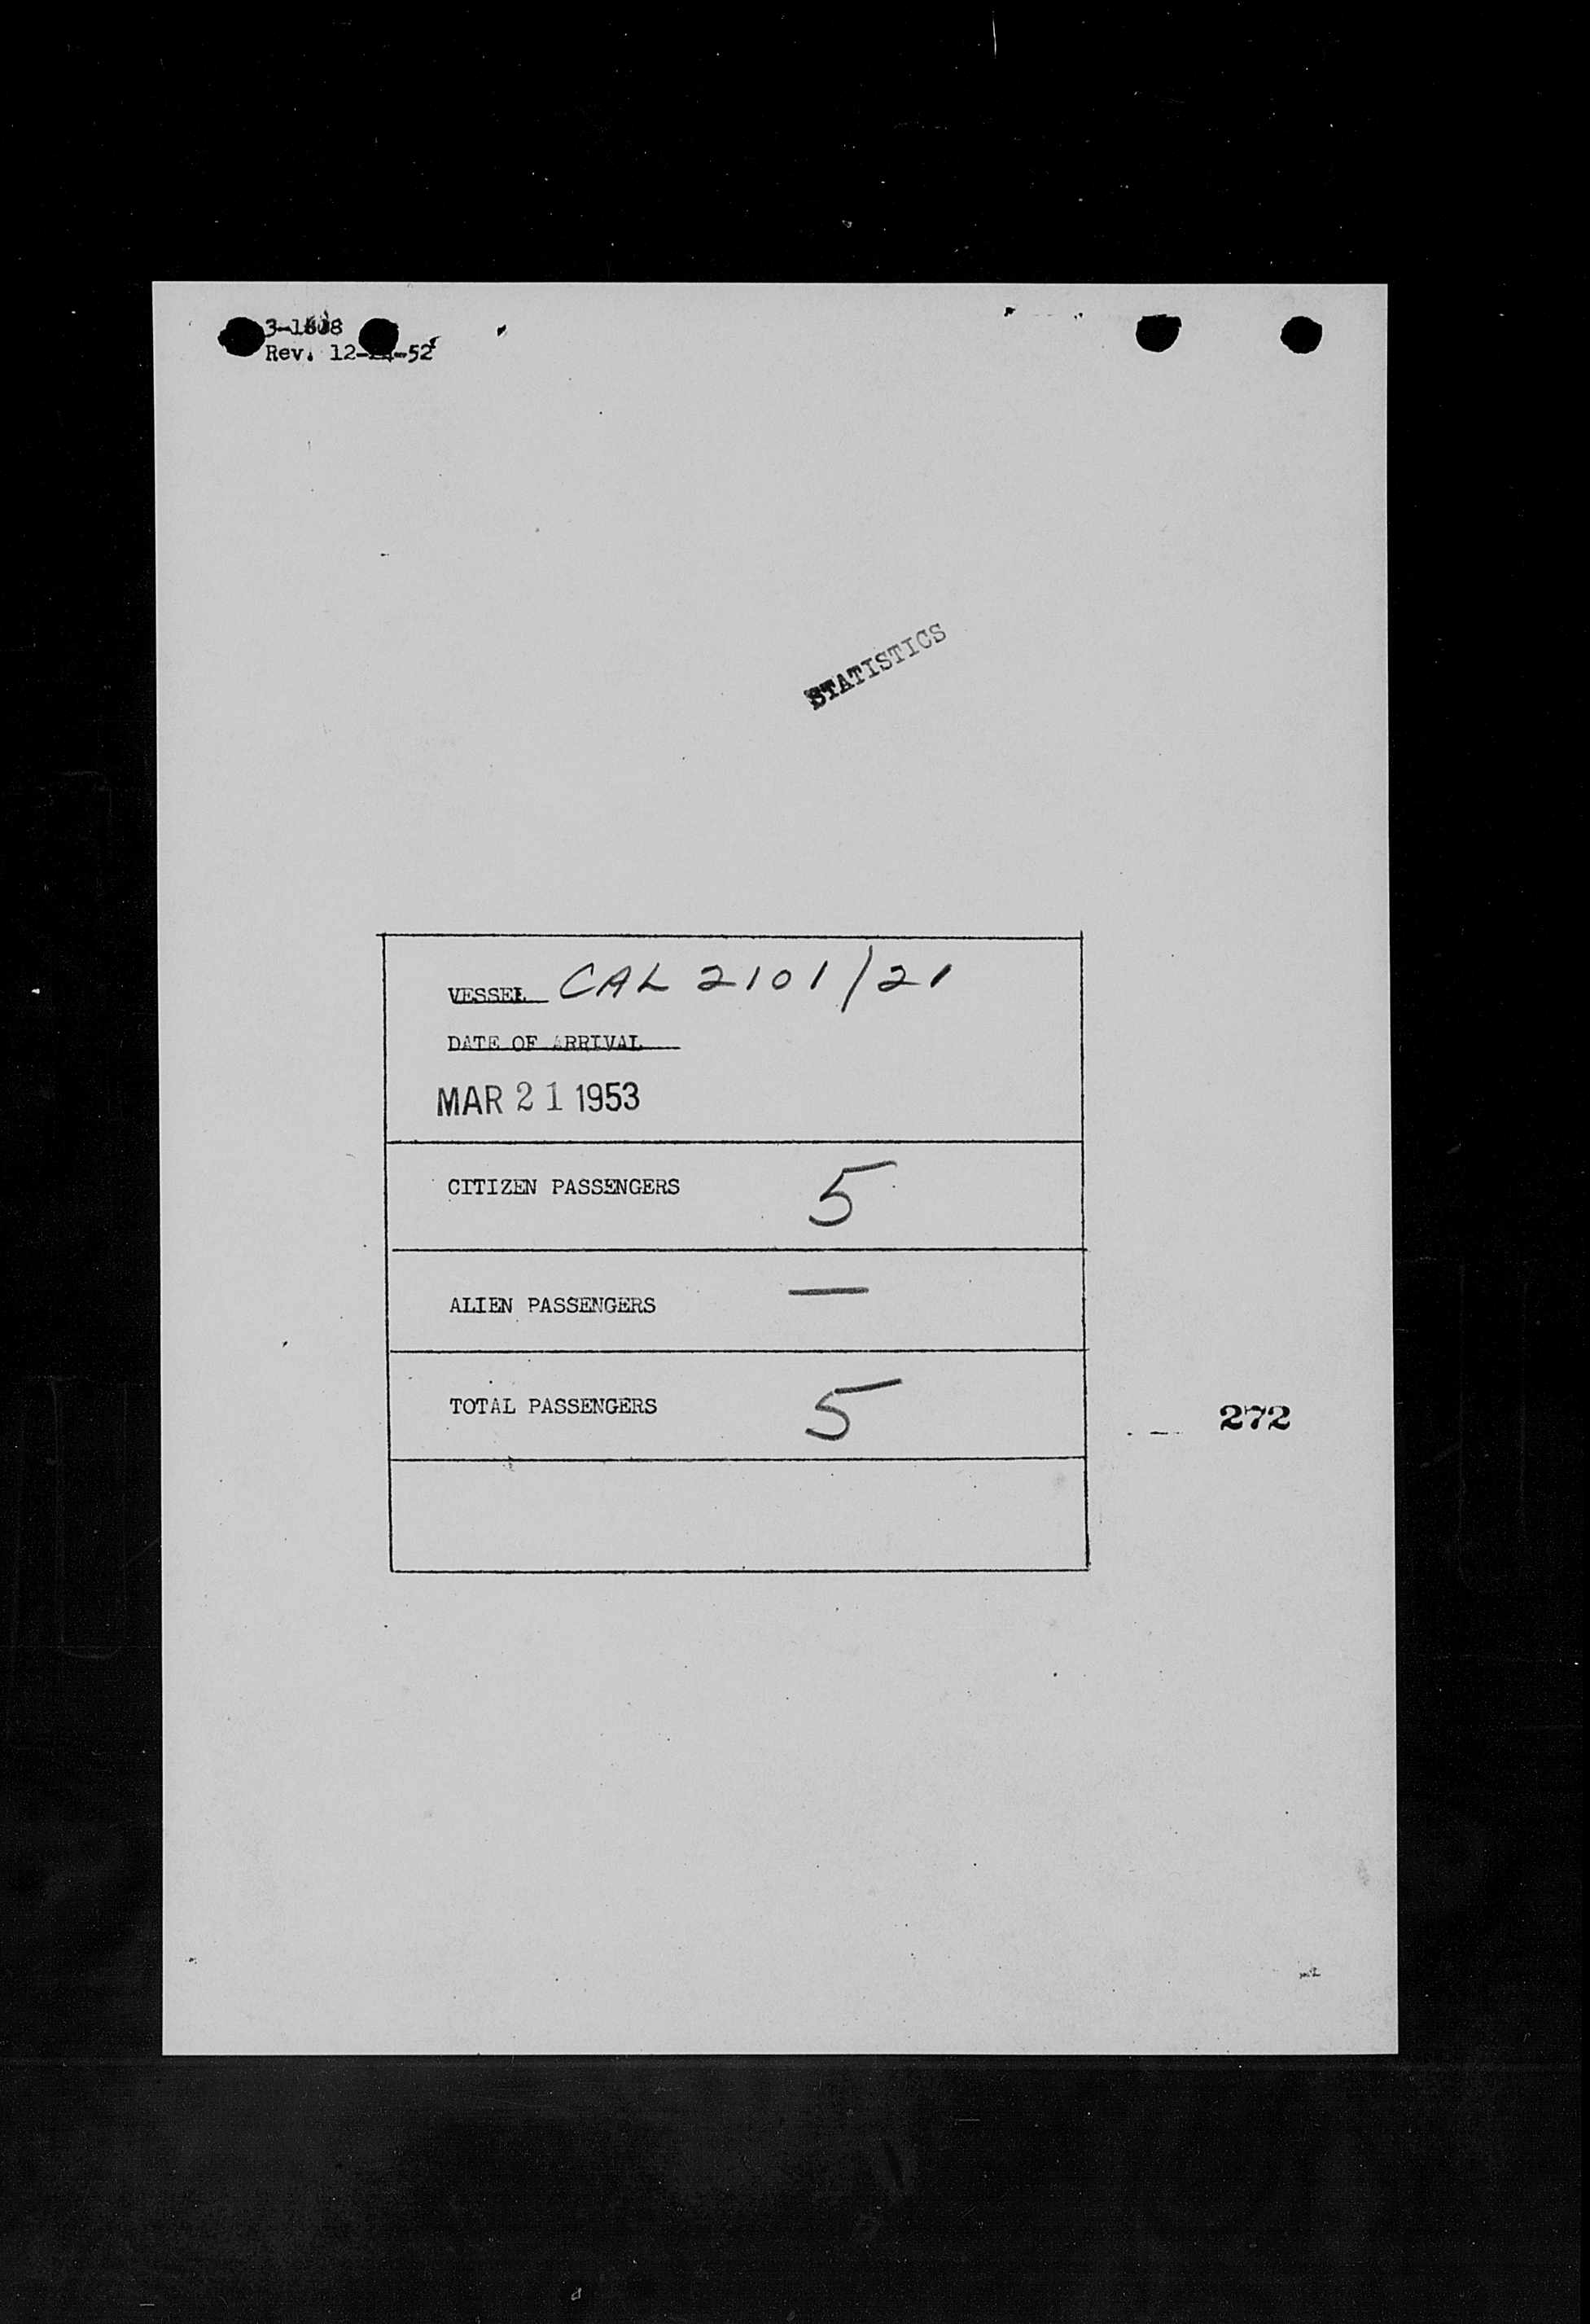 3-1808
Rev. 12-24-52
STATISTICS
VESSEL CAL 2101/21
DATE OF ARRIVAL
MAR 21 1953
CITIZEN PASSENGERS 5
ALIEN PASSENGERS —
TOTAL PASSENGERS 5
272